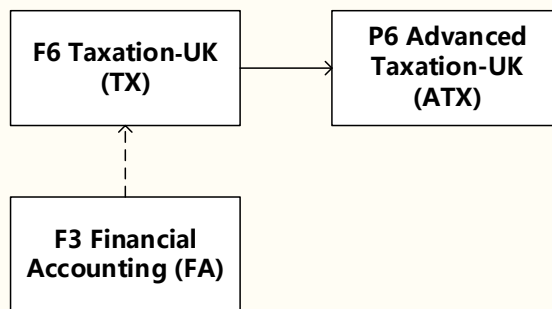 F6 Taxation-UK
(TX)
P6 Advanced
Taxation-UK
(ATX)
F3 Financial
Accounting (FA)